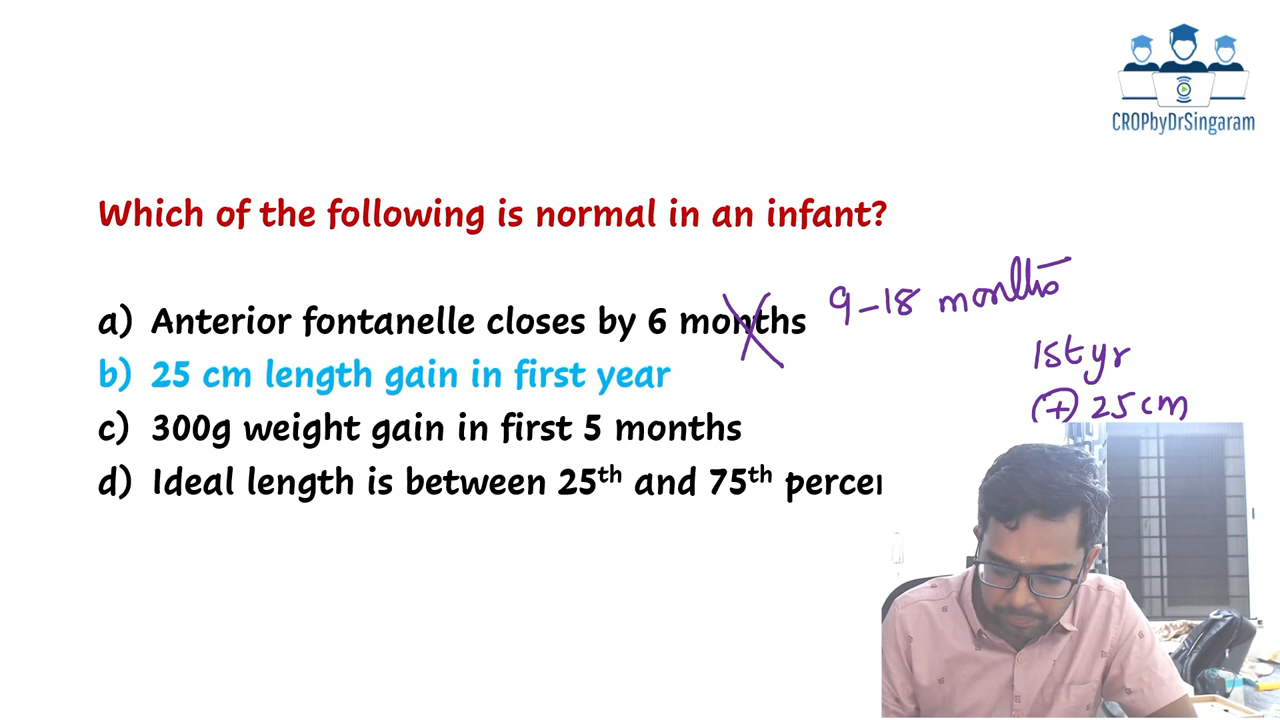 CROPbyDrSingaram
Which of the following is normal in an infant?
a) Anterior fontanelle closes by 6 months
9-18 months
b) 25 cm length gain in first year
1st yr
(+) 25 cm
c) 300g weight gain in first 5 months
d) Ideal length is between 25th and 75th